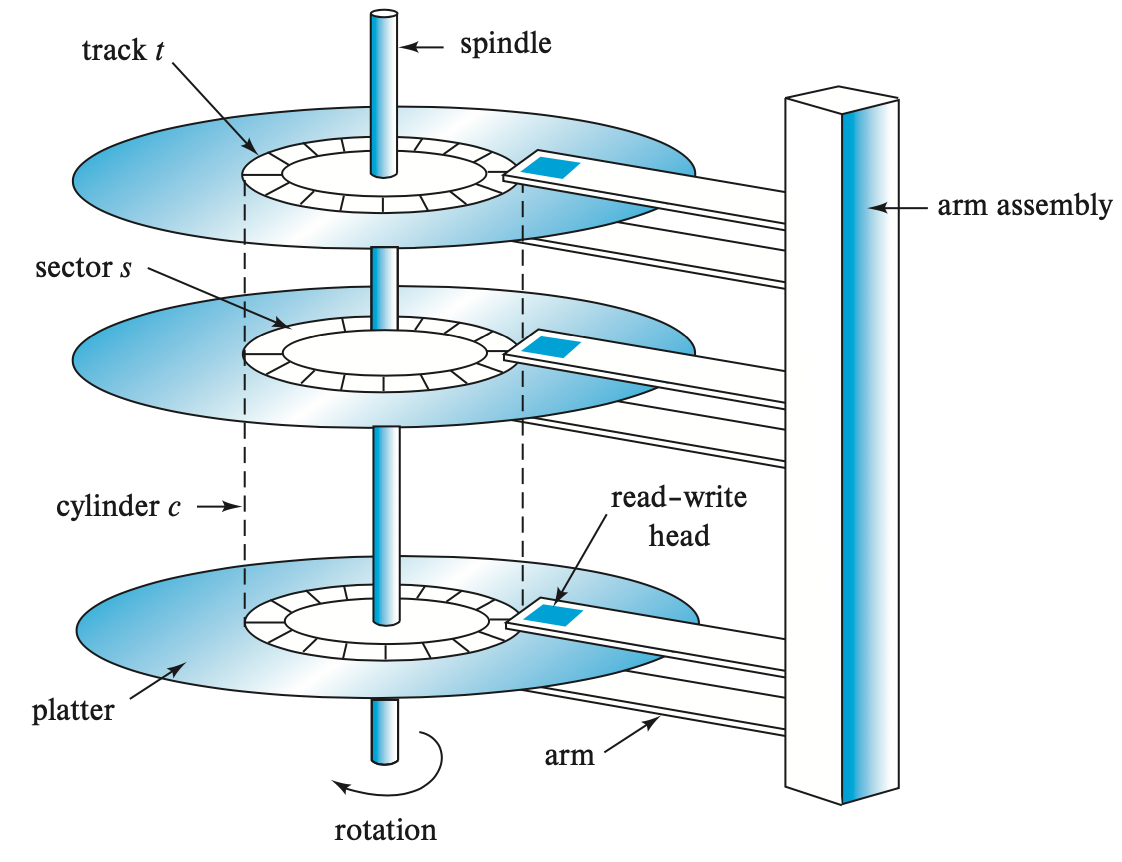 track t
spindle
arm assembly
sector s
cylinder c
read-write
head
platter
arm
rotation